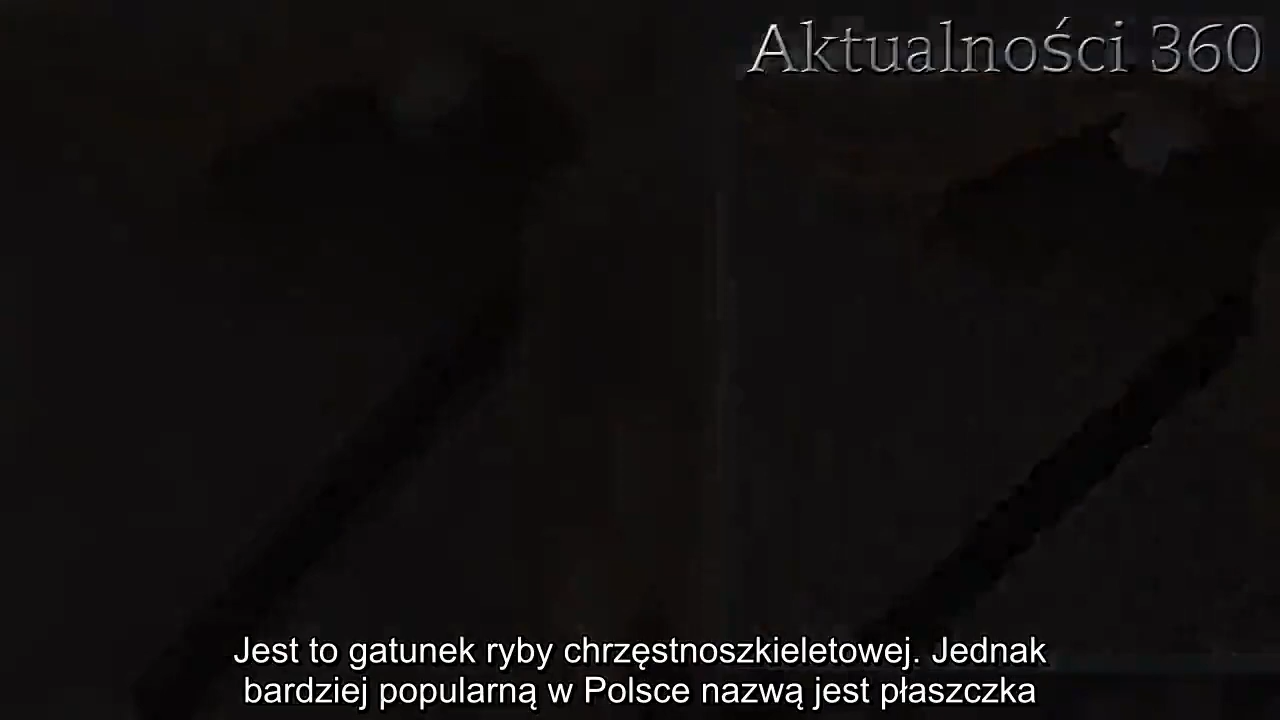 Aktualności 360
Jest to gatunek ryby chrzęstnoszkieletowej. Jednak
bardziej popularną w Polsce nazwą jest płaszczka